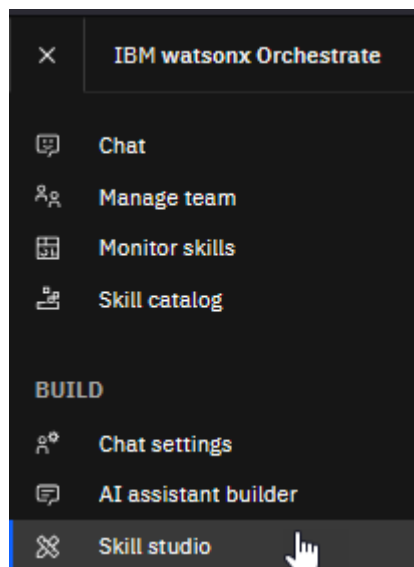 IBM watsonx Orchestrate
Chat
Manage team
Monitor skills
Skill catalog
BUILD
Chat settings
AI assistant builder
Skill studio